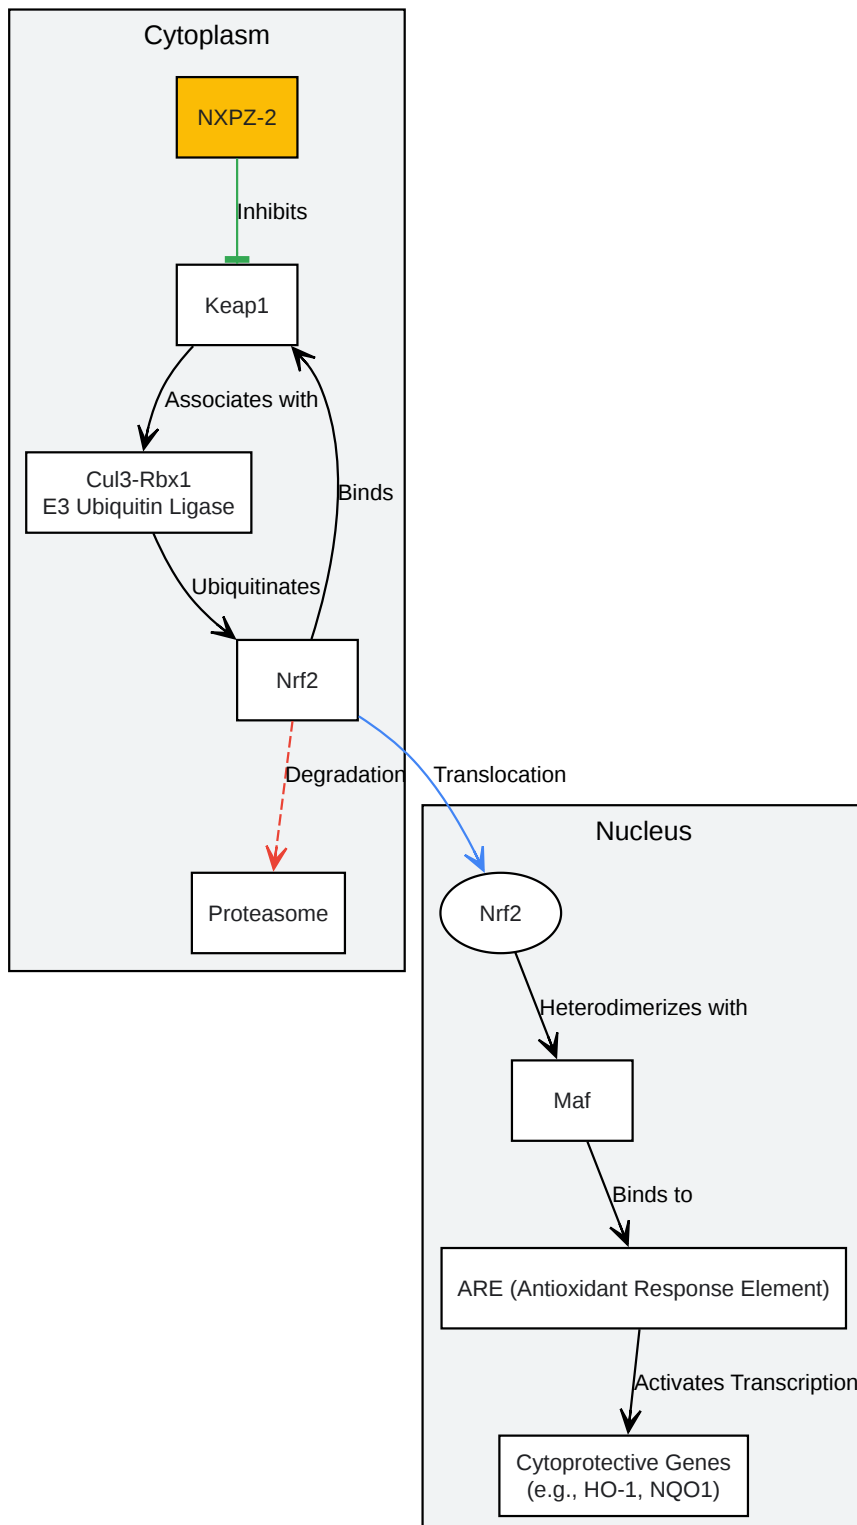 Cytoplasm
NXPZ-2
Inhibits
Keap1
Associates with
Cul3-Rbx1
E3 Ubiquitin Ligase
Binds
Ubiquitinates
Nrf2
Degradation
Translocation
Proteasome
Nucleus
Nrf2
Heterodimerizes with
Maf
Binds to
ARE (Antioxidant Response Element)
Activates Transcription
Cytoprotective Genes
(e.g., HO-1, NQO1)